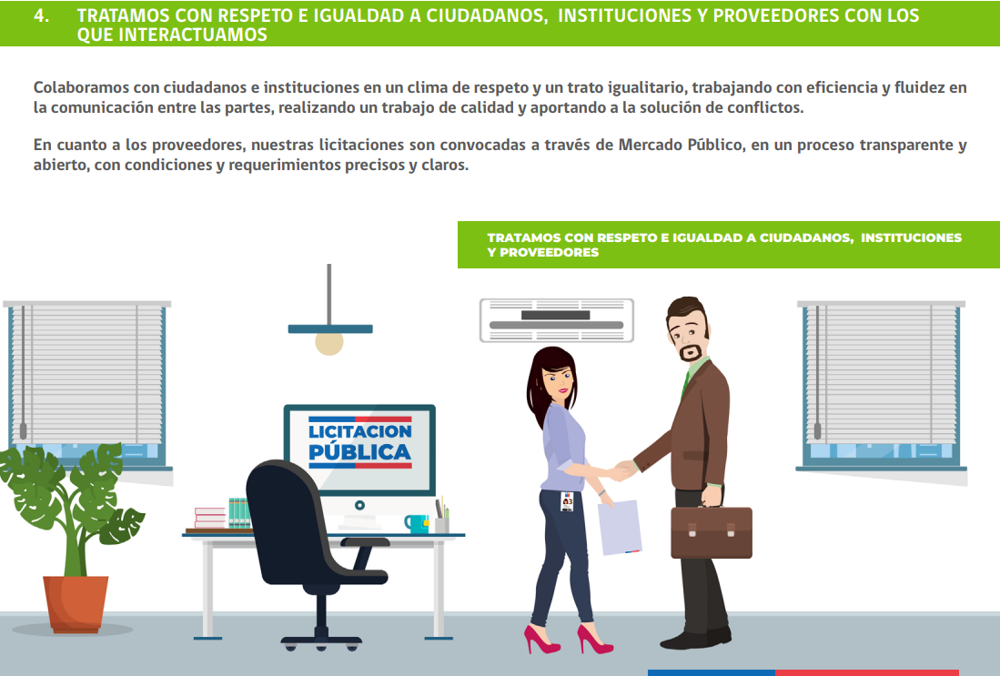 4. TRATAMOS CON RESPETO E IGUALDAD A CIUDADANOS, INSTITUCIONES Y PROVEEDORES CON LOS
QUE INTERACTUAMOS
Colaboramos con ciudadanos e instituciones en un clima de respeto y un trato igualitario, trabajando con eficiencia y fluidez en
la comunicación entre las partes, realizando un trabajo de calidad y aportando a la solución de conflictos.
En cuanto a los proveedores, nuestras licitaciones son convocadas a través de Mercado Público, en un proceso transparente y
abierto, con condiciones y requerimientos precisos y claros.
TRATAMOS CON RESPETO E IGUALDAD A CIUDADANOS, INSTITUCIONES
Y PROVEEDORES
LICITACION
PÚBLICA